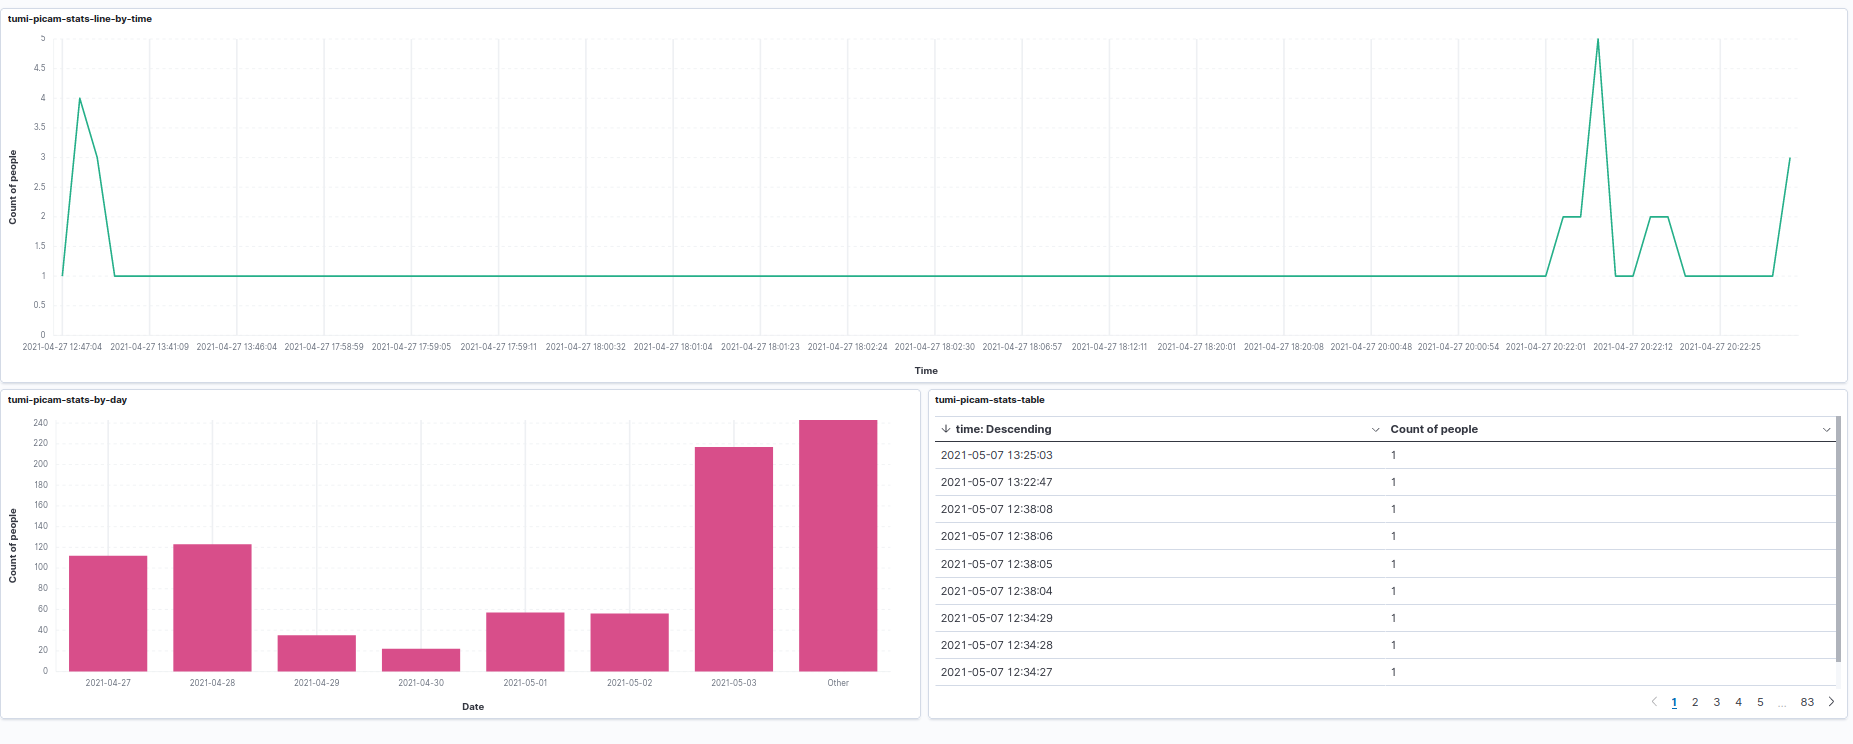 tumi-picam-stats-line-by-time
5
4.5
4
3.5
3
2.5
2
1.5
1
0.5
0
Count of people
2021-04-27 12:47:04 2021-04-27 13:41:09 2021-04-27 13:46:04 2021-04-27 17:58:59 2021-04-27 17:59:05 2021-04-27 17:59:11 2021-04-27 18:00:32 2021-04-27 18:01:04 2021-04-27 18:01:23 2021-04-27 18:02:24 2021-04-27 18:02:30 2021-04-27 18:06:57 2021-04-27 18:12:11 2021-04-27 18:20:01 2021-04-27 18:20:08 2021-04-27 20:00:48 2021-04-27 20:00:54 2021-04-27 20:22:01 2021-04-27 20:22:12 2021-04-27 20:22:25
Time
tumi-picam-stats-by-day
240
220
200
180
160
140
120
100
80
60
40
20
0
Count of people
2021-04-27 2021-04-28 2021-04-29 2021-04-30 2021-05-01 2021-05-02 2021-05-03 Other
Date
tumi-picam-stats-table
time: Descending Count of people
2021-05-07 13:25:03 1
2021-05-07 13:22:47 1
2021-05-07 12:38:08 1
2021-05-07 12:38:06 1
2021-05-07 12:38:05 1
2021-05-07 12:38:04 1
2021-05-07 12:34:29 1
2021-05-07 12:34:28 1
2021-05-07 12:34:27 1
1 2 3 4 5 ... 83